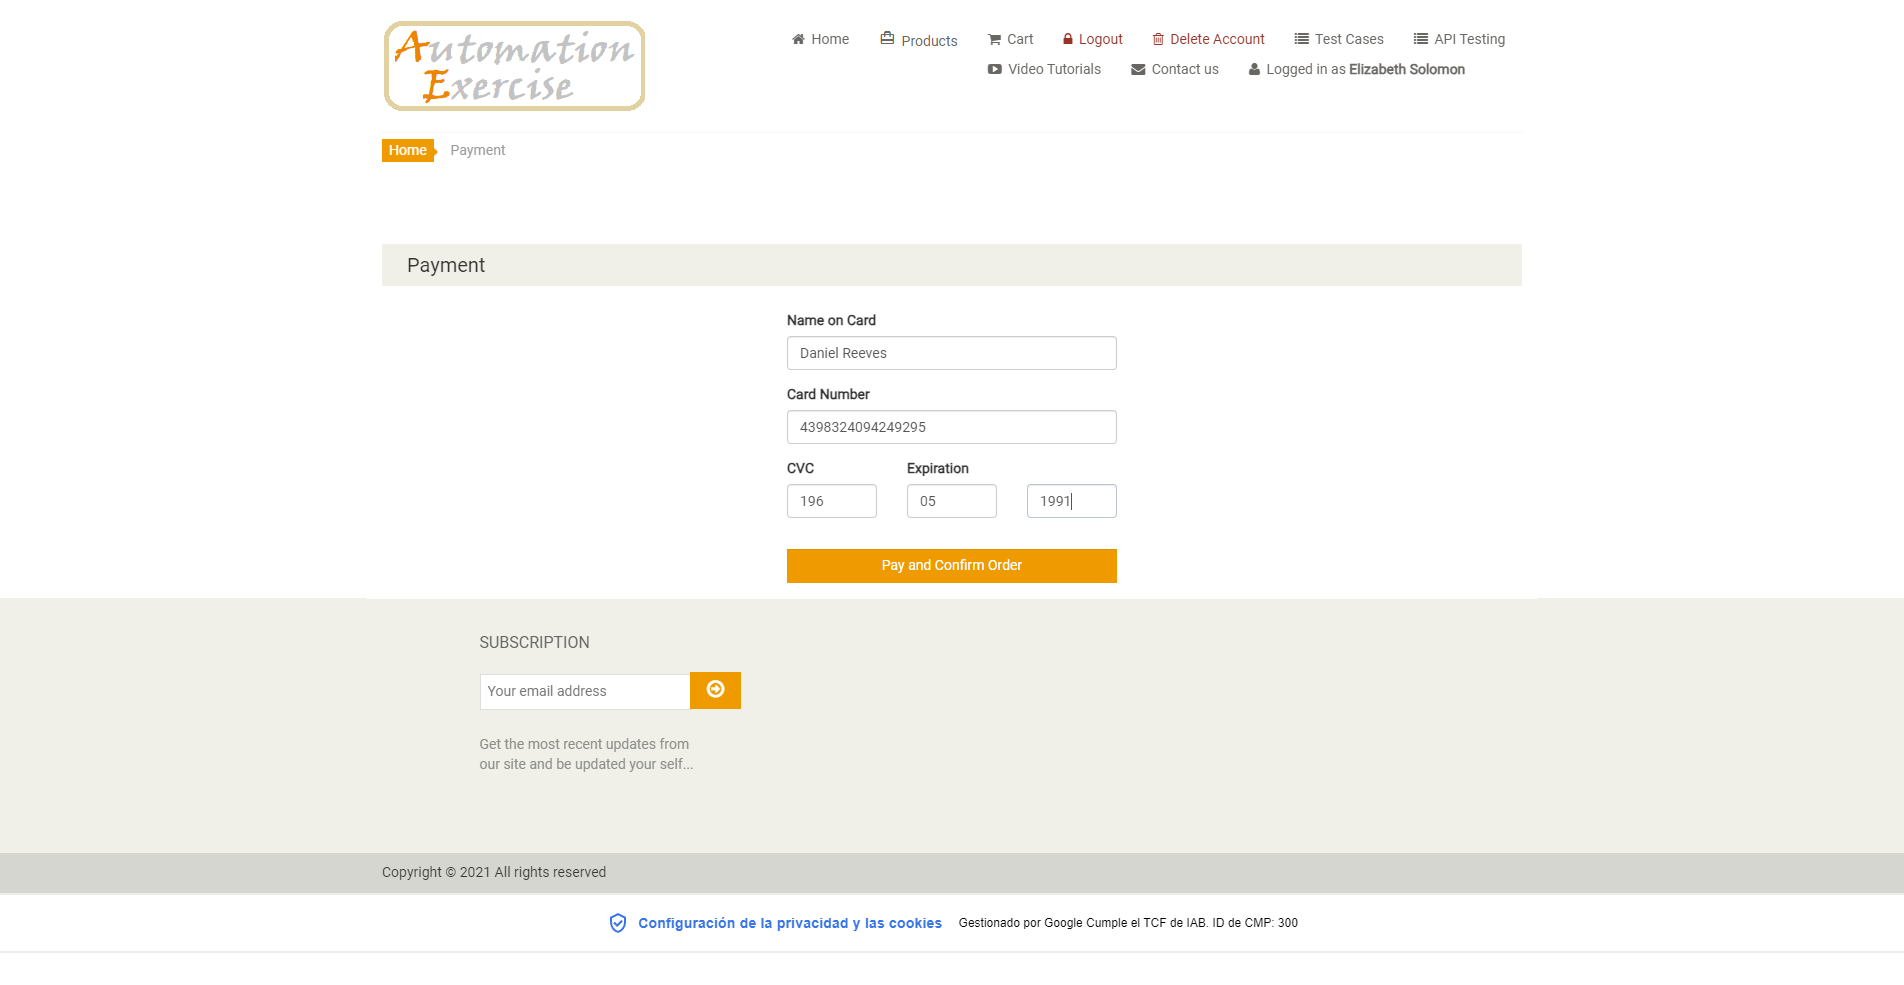 Automation
Exercise
Home
Products
Cart
Logout
Delete Account
Test Cases
API Testing
Video Tutorials
Contact us
Logged in as Elizabeth Solomon
Home
Payment
Payment
Name on Card
Daniel Reeves
Card Number
4398324094249295
CVC
Expiration
196
05
1991
Pay and Confirm Order
SUBSCRIPTION
Your email address
Get the most recent updates from
our site and be updated your self...
Copyright © 2021 All rights reserved
Configuración de la privacidad y las cookies
Gestionado por Google Cumple el TCF de IAB. ID de CMP: 300